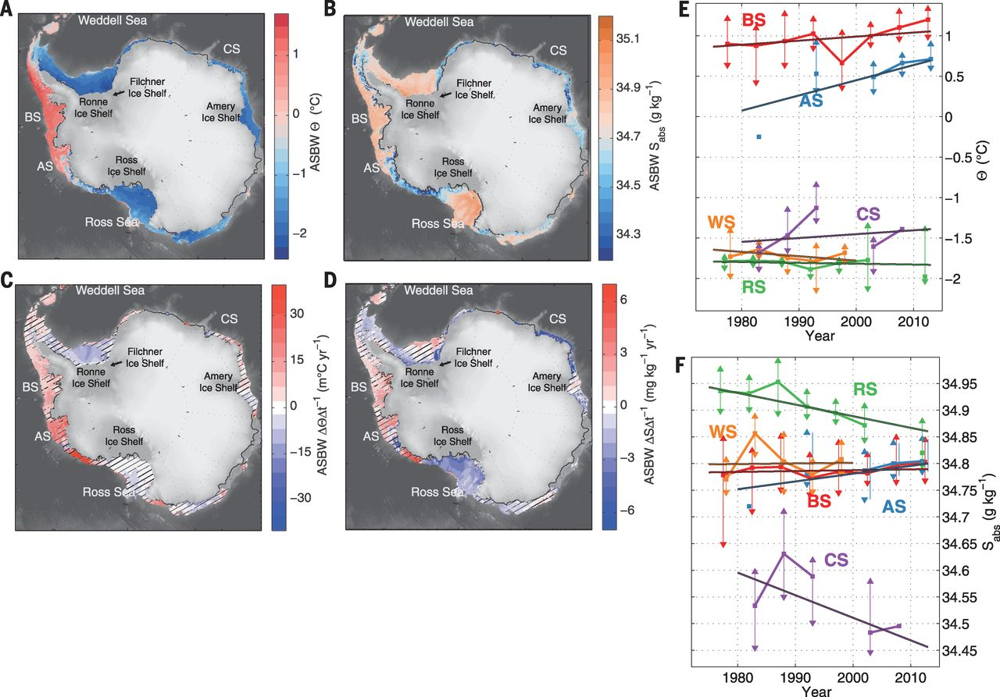 A
Weddell Sea
CS
Filchner
Ice Shelf
Ronne
Ice Shelf
Amery
Ice Shelf
BS
AS
Ross
Ice Shelf
Ross Sea
1
0
−1
−2
ASBW Θ (°C)
B
Weddell Sea
CS
Filchner
Ice Shelf
Ronne
Ice Shelf
Amery
Ice Shelf
BS
AS
Ross
Ice Shelf
Ross Sea
35.1
34.9
34.7
34.5
34.3
ASBW Sabs (g kg−1)
C
Weddell Sea
CS
Filchner
Ice Shelf
Ronne
Ice Shelf
Amery
Ice Shelf
BS
AS
Ross
Ice Shelf
Ross Sea
30
15
0
−15
−30
ASBW ΔΘΔt−1 (m°C yr−1)
D
Weddell Sea
CS
Filchner
Ice Shelf
Ronne
Ice Shelf
Amery
Ice Shelf
BS
AS
Ross
Ice Shelf
Ross Sea
6
3
0
−3
−6
ASBW ΔSΔt−1 (mg kg−1 yr−1)
E
BS
AS
CS
WS
RS
1
0.5
0
−0.5
−1
−1.5
−2
Θ (°C)
1980 1990 2000 2010
Year
F
RS
WS
BS
AS
CS
34.95
34.9
34.85
34.8
34.75
34.7
34.65
34.6
34.55
34.5
34.45
Sabs (g kg−1)
1980 1990 2000 2010
Year